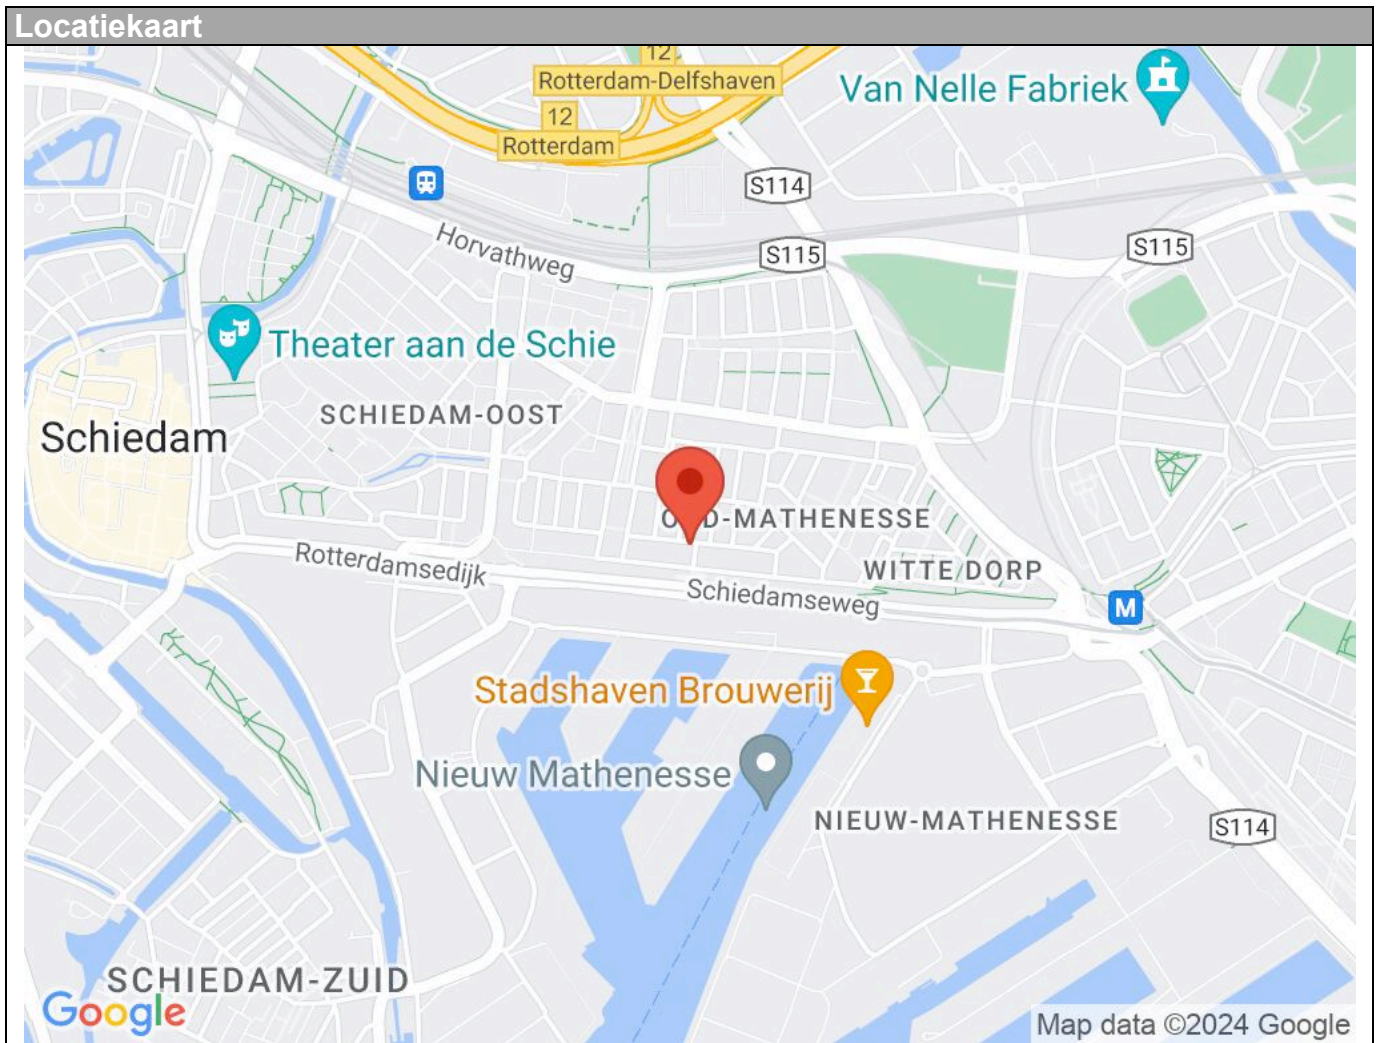 Locatiekaart
12
Rotterdam-Delfshaven
Van Nelle Fabriek
12
Rotterdam
S114
Horvathweg
S115
S115
Theater aan de Schie
SCHIEDAM-OOST
Schiedam
D-MATHENESSE
Rotterdamsedijk
WITTE DORP
Schiedamseweg
M
Stadshaven Brouwerij
Nieuw Mathenesse
NIEUW-MATHENESSE
S114
SCHIEDAM-ZUID
Google
Map data ©2024 Google